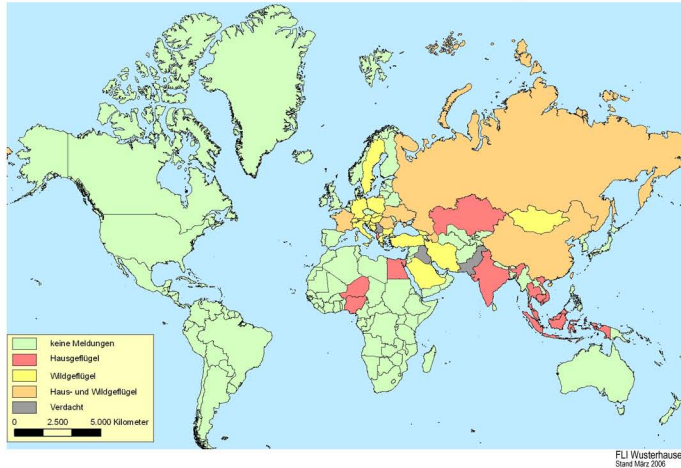 keine Meldungen
Hausgeflügel
Wildgeflügel
Haus- und Wildgeflügel
Verdacht
0 2.500 5.000 Kilometer
FLI Wusterhause
Stand März 2006